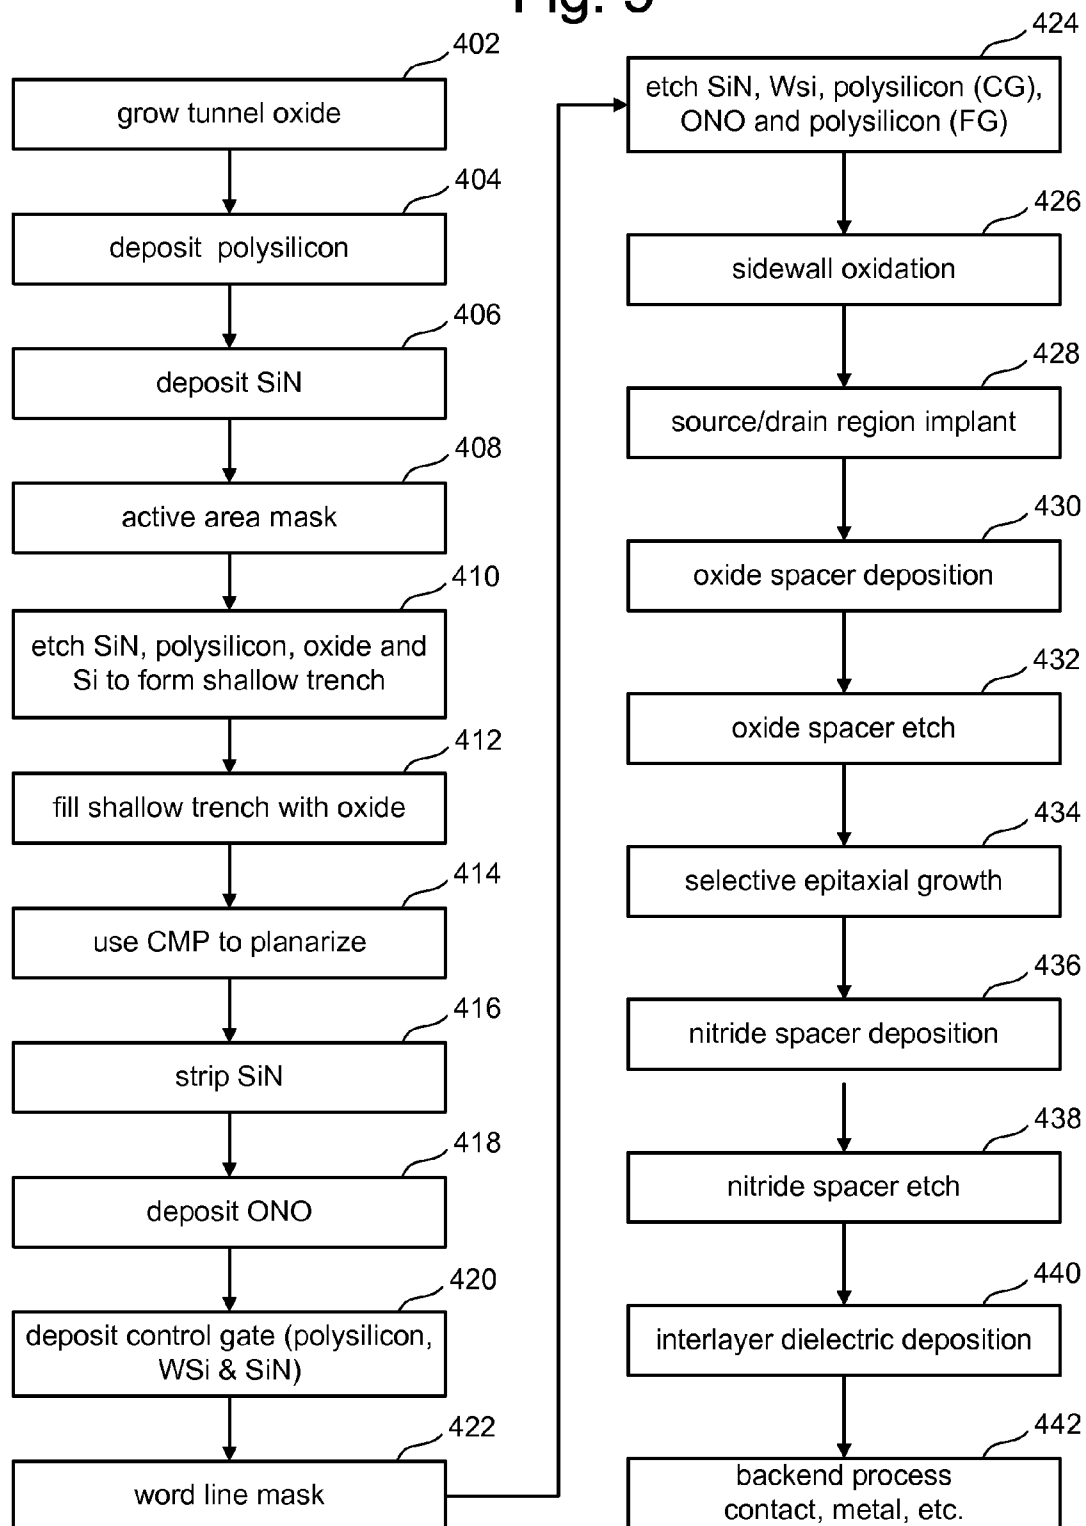 402
grow tunnel oxide
404
deposit polysilicon
406
deposit SiN
408
active area mask
410
etch SiN, polysilicon, oxide and
Si to form shallow trench
412
fill shallow trench with oxide
414
use CMP to planarize
416
strip SiN
418
deposit ONO
420
deposit control gate (polysilicon,
WSi & SiN)
422
word line mask
424
etch SiN, Wsi, polysilicon (CG),
ONO and polysilicon (FG)
426
sidewall oxidation
428
source/drain region implant
430
oxide spacer deposition
432
oxide spacer etch
434
selective epitaxial growth
436
nitride spacer deposition
438
nitride spacer etch
440
interlayer dielectric deposition
442
backend process
contact, metal, etc.